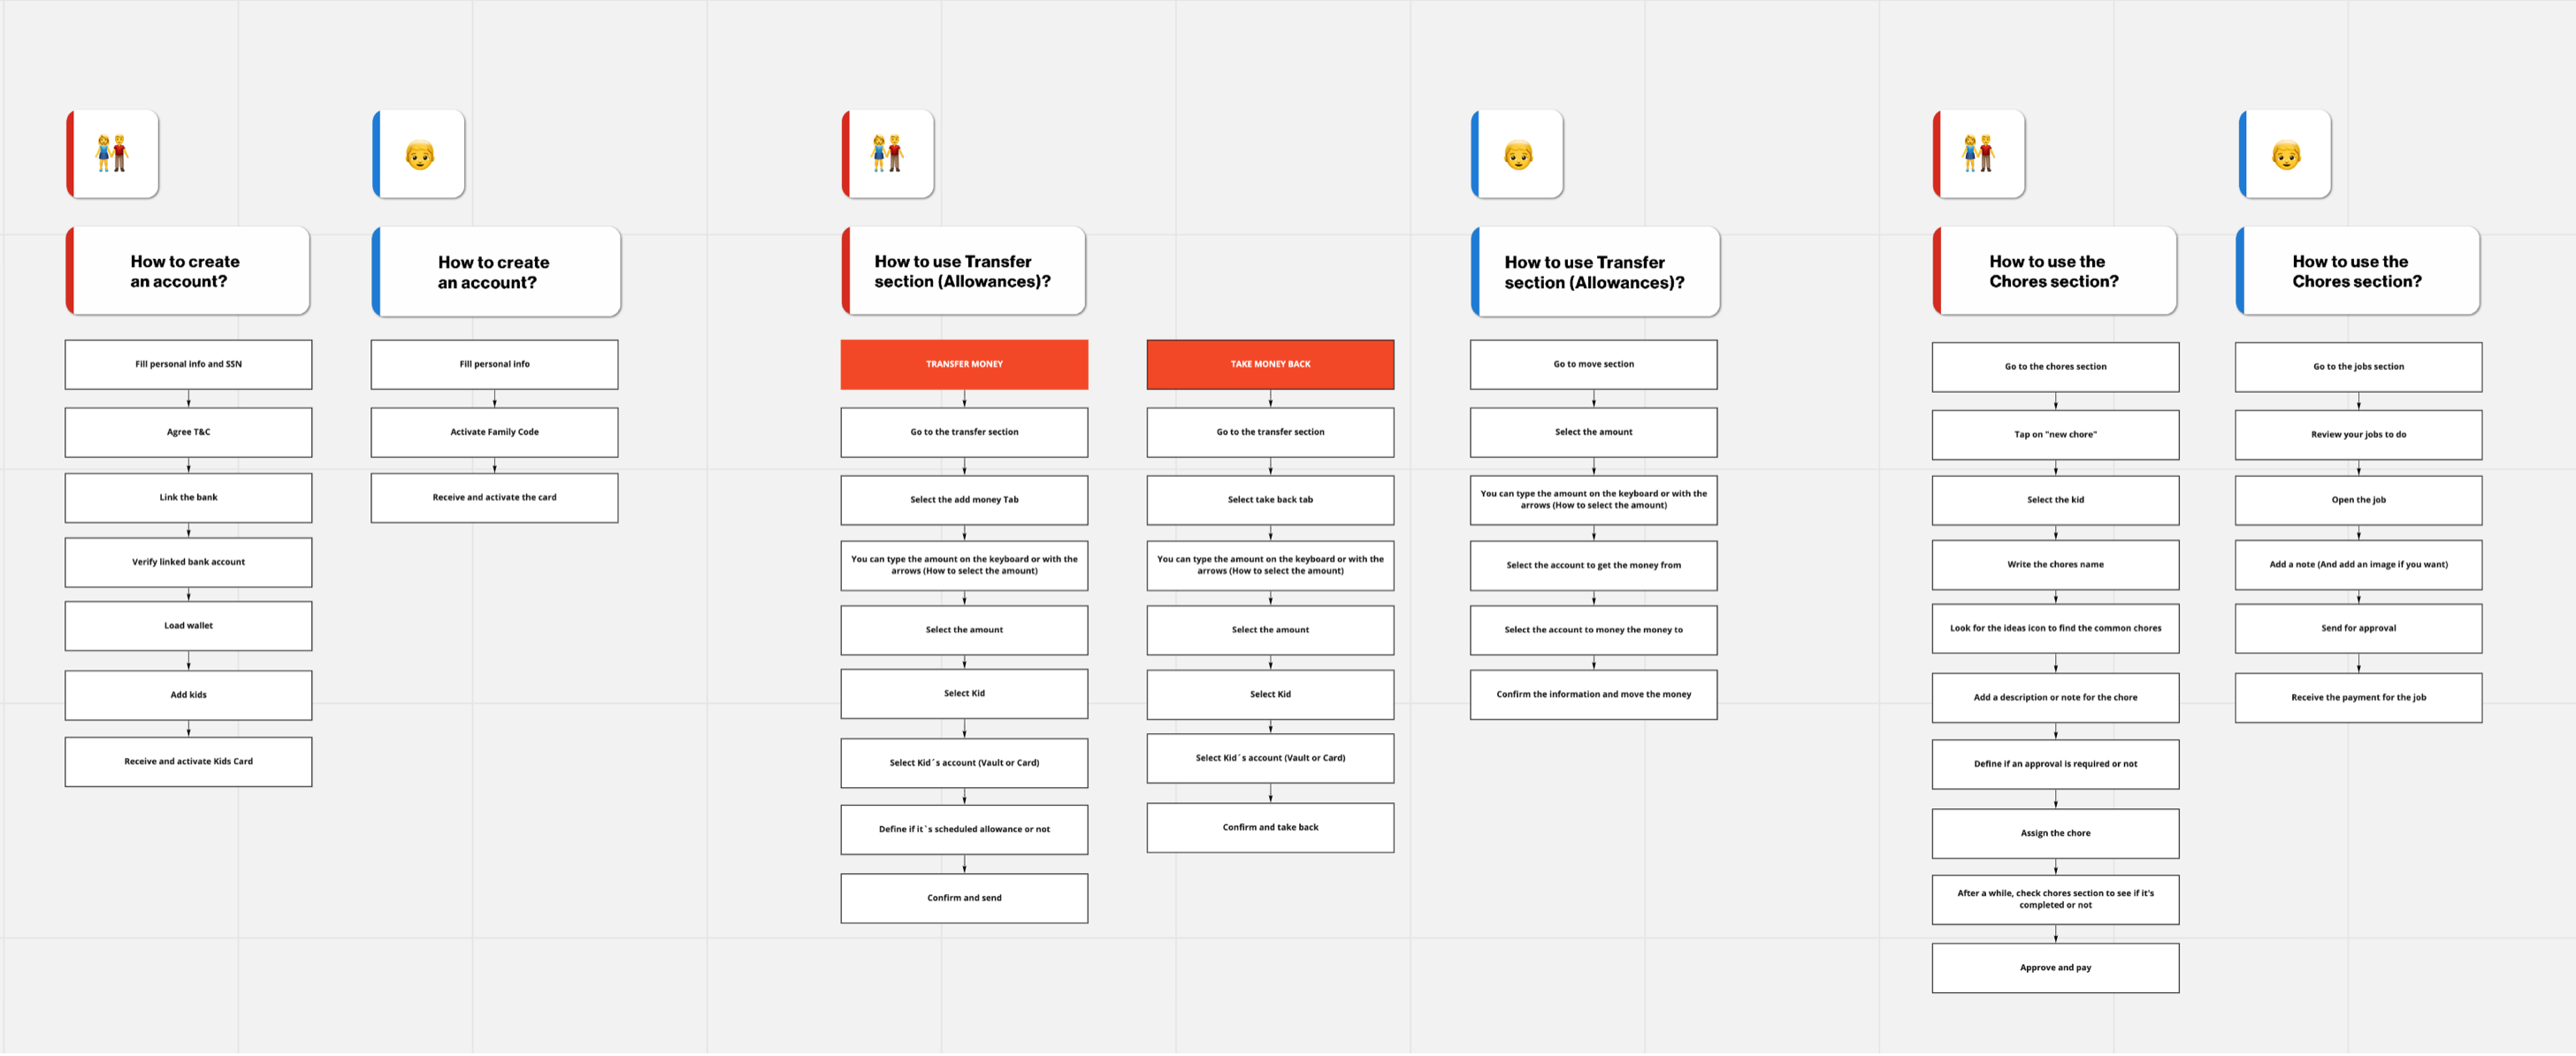 How to create
an account?
Fill personal info and SSN
Agree T&C
Link the bank
Verify linked bank account
Load wallet
Add kids
Receive and activate Kids Card
How to create
an account?
Fill personal info
Activate Family Code
Receive and activate the card
How to use Transfer
section (Allowances)?
TRANSFER MONEY
Go to the transfer section
Select the add money Tab
You can type the amount on the keyboard or with the
arrows (How to select the amount)
Select the amount
Select Kid
Select Kid´s account (Vault or Card)
Define if it`s scheduled allowance or not
Confirm and send
TAKE MONEY BACK
Go to the transfer section
Select take back tab
You can type the amount on the keyboard or with the
arrows (How to select the amount)
Select the amount
Select Kid
Select Kid´s account (Vault or Card)
Confirm and take back
How to use Transfer
section (Allowances)?
Go to move section
Select the amount
You can type the amount on the keyboard or with the
arrows (How to select the amount)
Select the account to get the money from
Select the account to money the money to
Confirm the information and move the money
How to use the
Chores section?
Go to the chores section
Tap on "new chore"
Select the kid
Write the chores name
Look for the ideas icon to find the common chores
Add a description or note for the chore
Define if an approval is required or not
Assign the chore
After a while, check chores section to see if it's
completed or not
Approve and pay
How to use the
Chores section?
Go to the jobs section
Review your jobs to do
Open the job
Add a note (And add an image if you want)
Send for approval
Receive the payment for the job